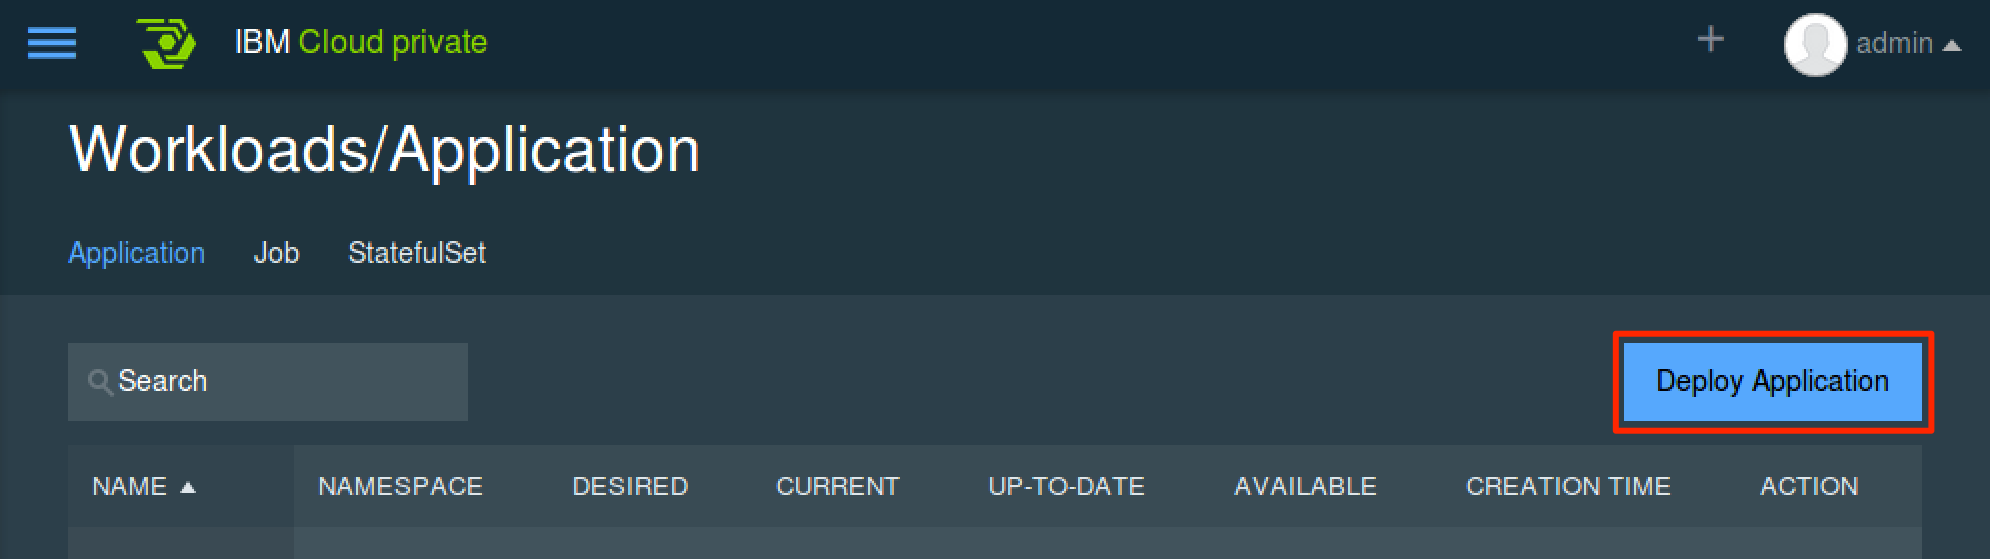 IBM Cloud private
admin
Workloads/Application
Application Job StatefulSet
Search
Deploy Application
NAME NAMESPACE DESIRED CURRENT UP-TO-DATE AVAILABLE CREATION TIME ACTION